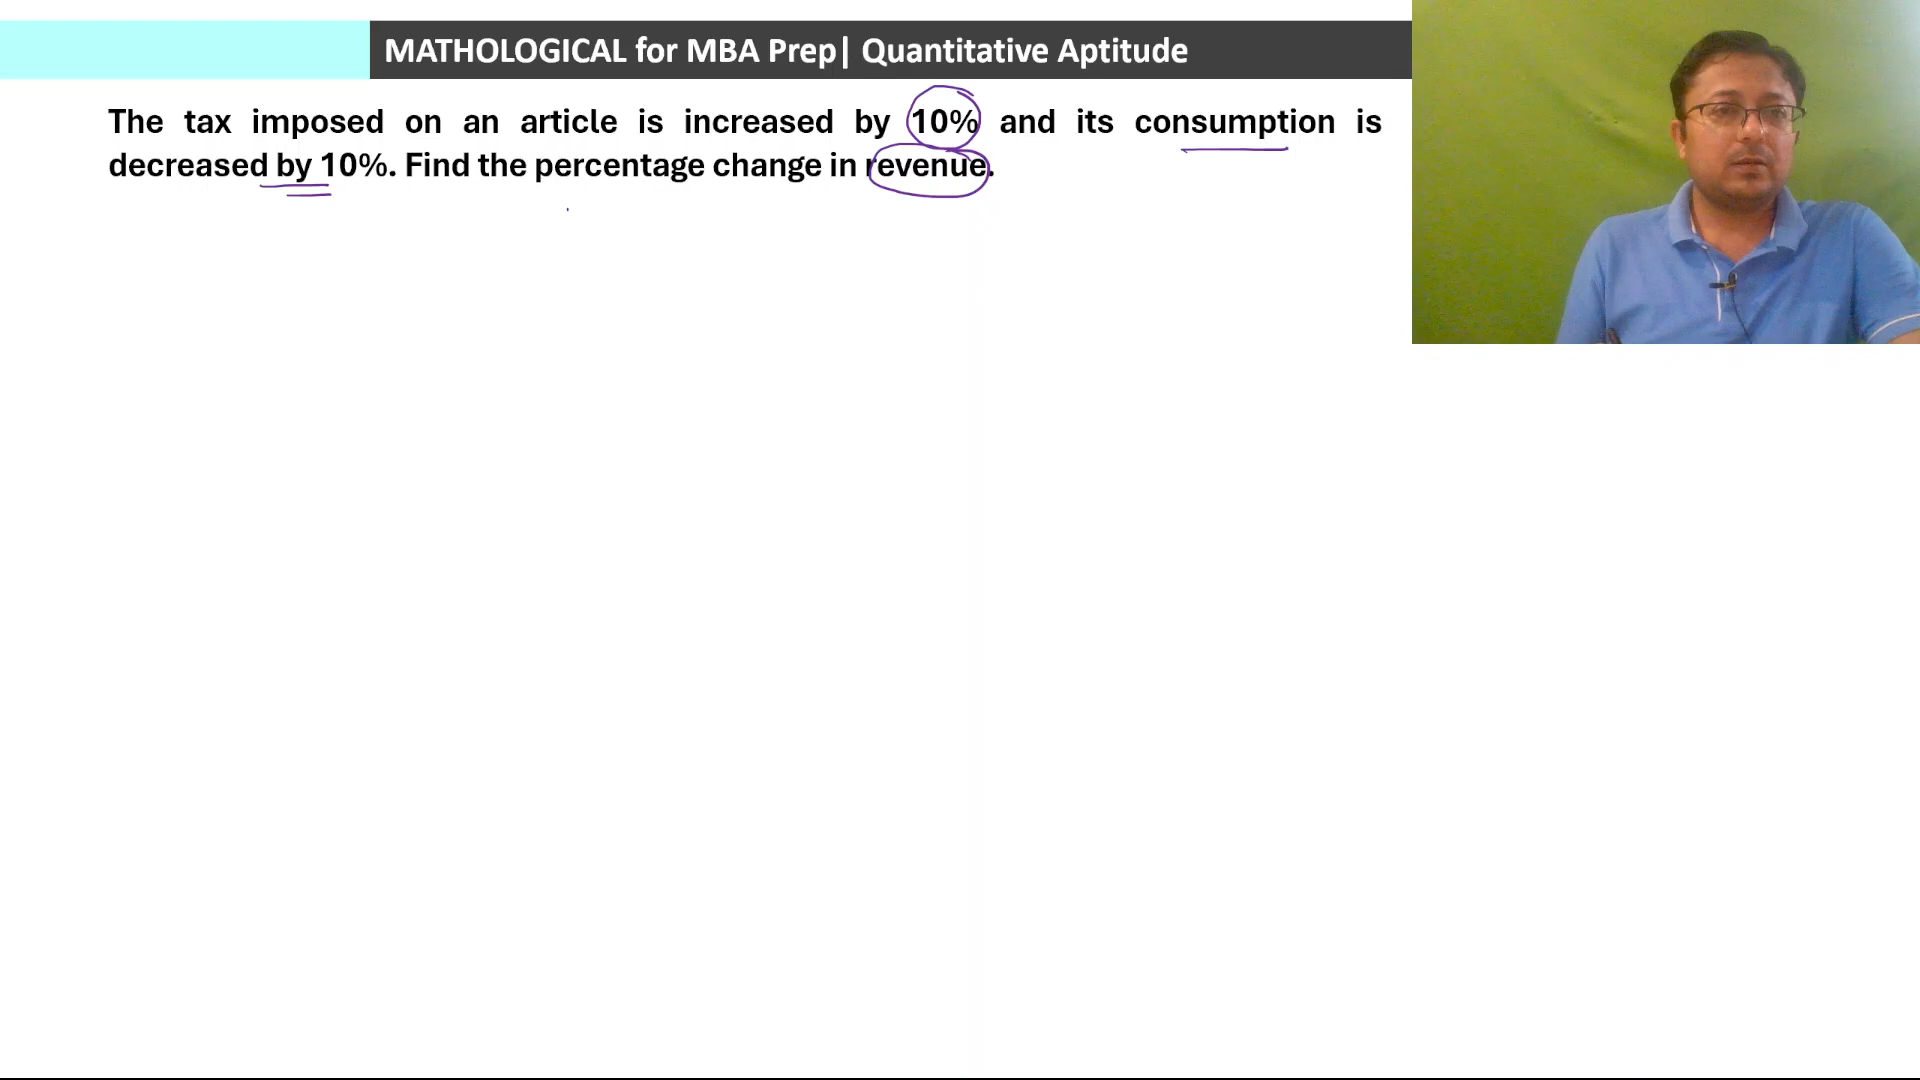 MATHOLOGICAL for MBA Prep| Quantitative Aptitude
The tax imposed on an article is increased by 10% and its consumption is
decreased by 10%. Find the percentage change in revenue.